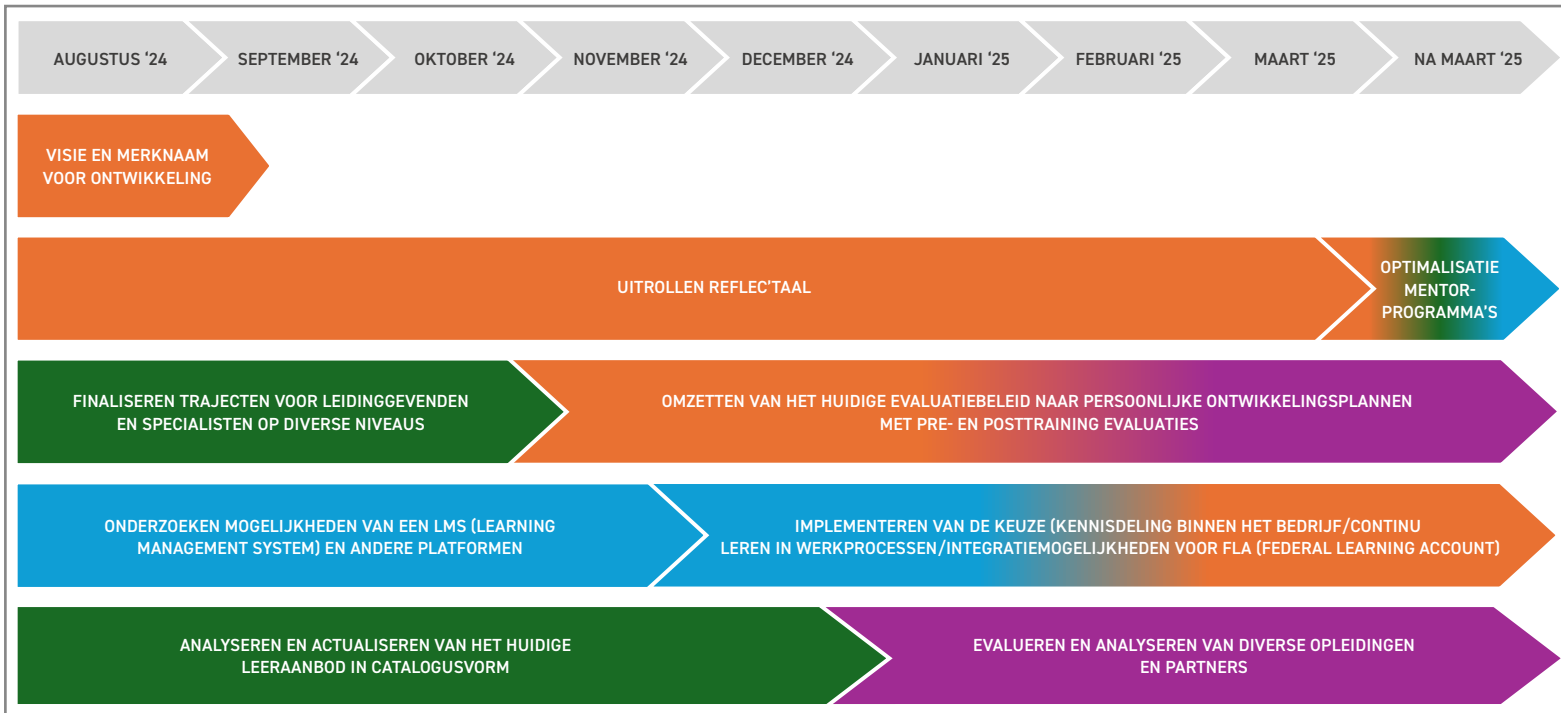 AUGUSTUS ‘24
SEPTEMBER ‘24
OKTOBER ‘24
NOVEMBER ‘24
DECEMBER ‘24
JANUARI ‘25
FEBRUARI ‘25
MAART ‘25
NA MAART ‘25
VISIE EN MERKNAAM
VOOR ONTWIKKELING
UITROLLEN REFLEC’TAAL
OPTIMALISATIE
MENTOR-
PROGRAMMA’S
FINALISEREN TRAJECTEN VOOR LEIDINGGEVENDEN
EN SPECIALISTEN OP DIVERSE NIVEAUS
OMZETTEN VAN HET HUIDIGE EVALUATIEBELEID NAAR PERSOONLIJKE ONTWIKKELINGSPLANNEN
MET PRE- EN POSTTRAINING EVALUATIES
ONDERZOEKEN MOGELIJKHEDEN VAN EEN LMS (LEARNING
MANAGEMENT SYSTEM) EN ANDERE PLATFORMEN
IMPLEMENTEREN VAN DE KEUZE (KENNISDELING BINNEN HET BEDRIJF/CONTINU
LEREN IN WERKPROCESSEN/INTEGRATIEMOGELIJKHEDEN VOOR FLA (FEDERAL LEARNING ACCOUNT)
ANALYSEREN EN ACTUALISEREN VAN HET HUIDIGE
LEERAANBOD IN CATALOGUSVORM
EVALUEREN EN ANALYSEREN VAN DIVERSE OPLEIDINGEN
EN PARTNERS